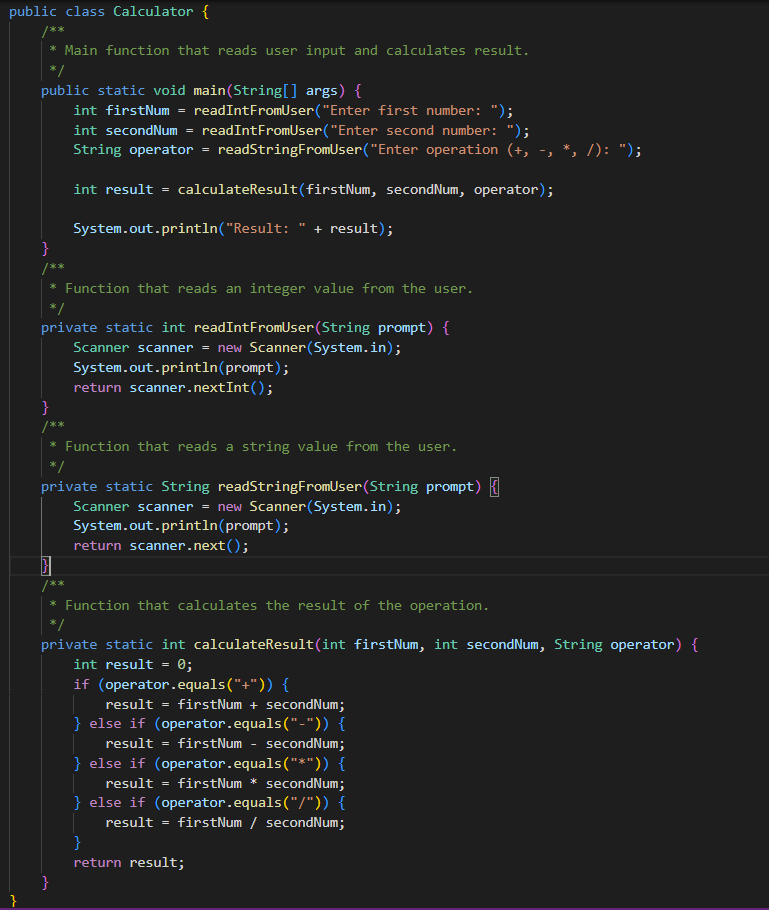 public class Calculator {
    /**
     * Main function that reads user input and calculates result.
     */
    public static void main(String[] args) {
        int firstNum = readIntFromUser("Enter first number: ");
        int secondNum = readIntFromUser("Enter second number: ");
        String operator = readStringFromUser("Enter operation (+, -, *, /): ");

        int result = calculateResult(firstNum, secondNum, operator);

        System.out.println("Result: " + result);
    }
    /**
     * Function that reads an integer value from the user.
     */
    private static int readIntFromUser(String prompt) {
        Scanner scanner = new Scanner(System.in);
        System.out.println(prompt);
        return scanner.nextInt();
    }
    /**
     * Function that reads a string value from the user.
     */
    private static String readStringFromUser(String prompt) {
        Scanner scanner = new Scanner(System.in);
        System.out.println(prompt);
        return scanner.next();
    }
    /**
     * Function that calculates the result of the operation.
     */
    private static int calculateResult(int firstNum, int secondNum, String operator) {
        int result = 0;
        if (operator.equals("+")) {
            result = firstNum + secondNum;
        } else if (operator.equals("-")) {
            result = firstNum - secondNum;
        } else if (operator.equals("*")) {
            result = firstNum * secondNum;
        } else if (operator.equals("/")) {
            result = firstNum / secondNum;
        }
        return result;
    }
}